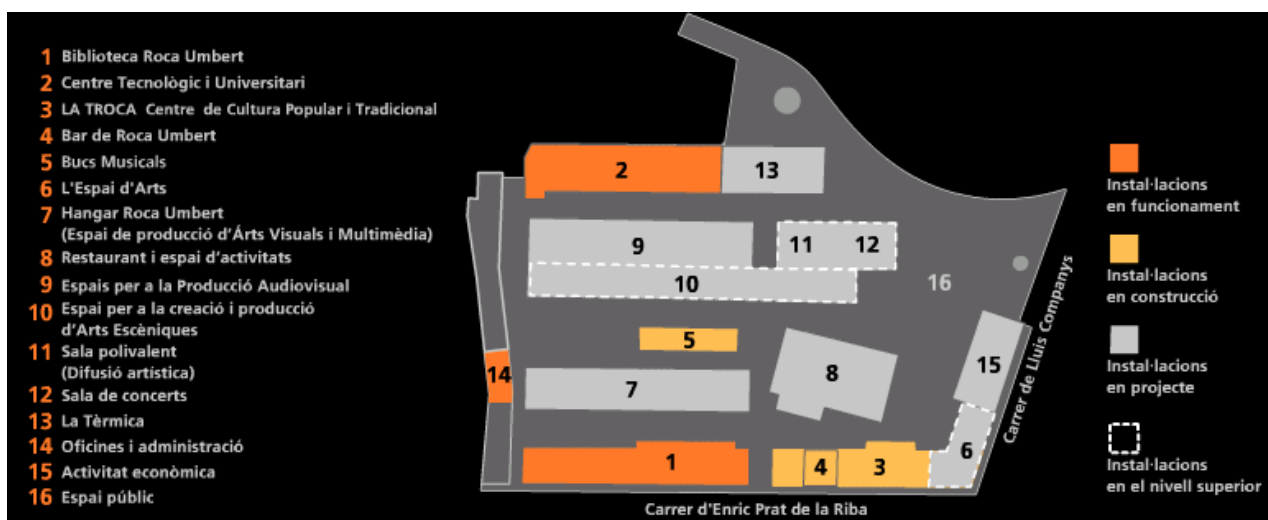 1 Biblioteca Roca Umbert
2 Centre Tecnològic i Universitari
3 LA TROCA Centre de Cultura Popular i Tradicional
4 Bar de Roca Umbert
5 Bucs Musicals
6 L'Espai d'Arts
7 Hangar Roca Umbert
(Espai de producció d'Árts Visuals i Multimèdia)
8 Restaurant i espai d'activitats
9 Espais per a la Producció Audiovisual
10 Espai per a la creació i producció
d'Arts Escèniques
11 Sala polivalent
(Difusió artística)
12 Sala de concerts
13 La Tèrmica
14 Oficines i administració
15 Activitat econòmica
16 Espai públic
2
13
9
11
12
10
16
5
14
7
8
15
1
4
3
6
Carrer de Lluis Companys
Carrer d'Enric Prat de la Riba
Instal·lacions
en funcionament
Instal·lacions
en construcció
Instal·lacions
en projecte
Instal·lacions
en el nivell superior